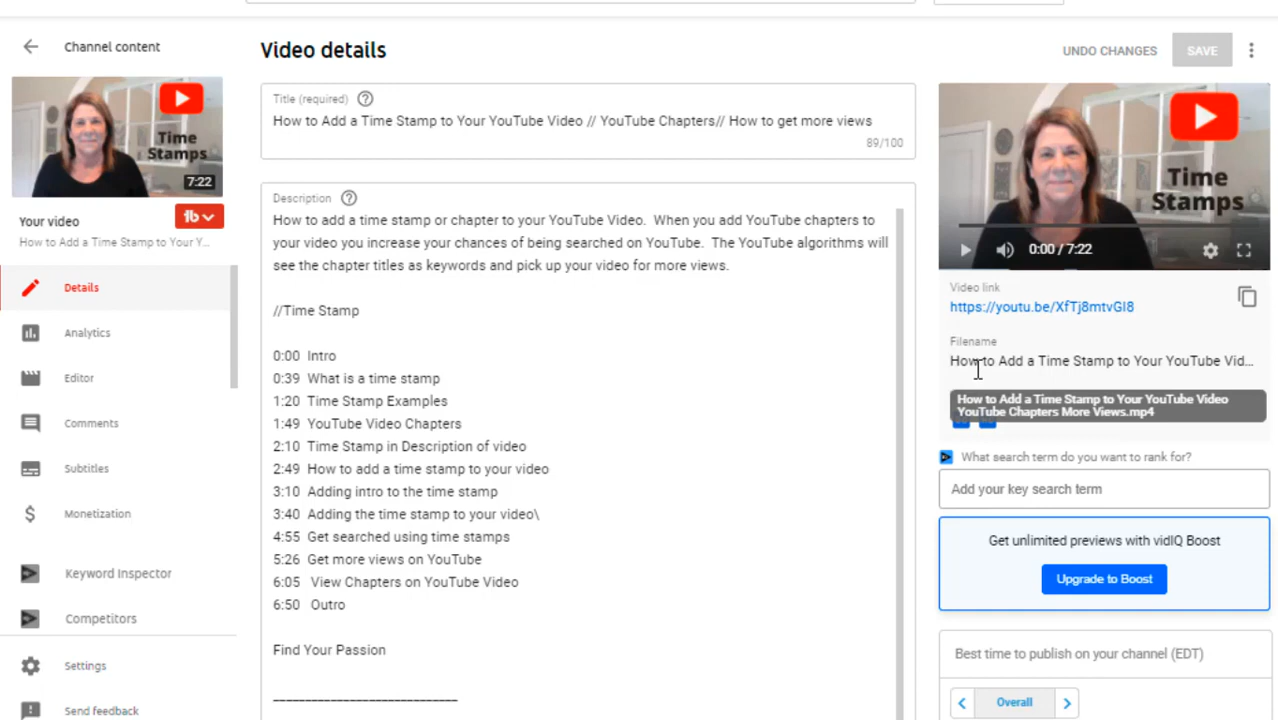 Channel content
Time
Stamps
7:22
Your video
How to Add a Time Stamp to Your Y...
Details
Analytics
Editor
Comments
Subtitles
$ Monetization
Keyword Inspector
Competitors
Settings
Send feedback
Video details
UNDO CHANGES
SAVE
Title (required)
How to Add a Time Stamp to Your YouTube Video // YouTube Chapters// How to get more views
89/100
Description
How to add a time stamp or chapter to your YouTube Video.  When you add YouTube chapters to
your video you increase your chances of being searched on YouTube.  The YouTube algorithms will
see the chapter titles as keywords and pick up your video for more views.
//Time Stamp
0:00  Intro
0:39  What is a time stamp
1:20  Time Stamp Examples
1:49  YouTube Video Chapters
2:10  Time Stamp in Description of video
2:49  How to add a time stamp to your video
3:10  Adding intro to the time stamp
3:40  Adding the time stamp to your video\
4:55  Get searched using time stamps
5:26  Get more views on YouTube
6:05   View Chapters on YouTube Video
6:50   Outro
Find Your Passion
____________________________
Time
Stamps
0:00 / 7:22
Video link
https://youtu.be/XfTj8mtvGI8
Filename
How to Add a Time Stamp to Your YouTube Vid...
How to Add a Time Stamp to Your YouTube Video
YouTube Chapters More Views.mp4
What search term do you want to rank for?
Add your key search term
Get unlimited previews with vidIQ Boost
Upgrade to Boost
Best time to publish on your channel (EDT)
Overall